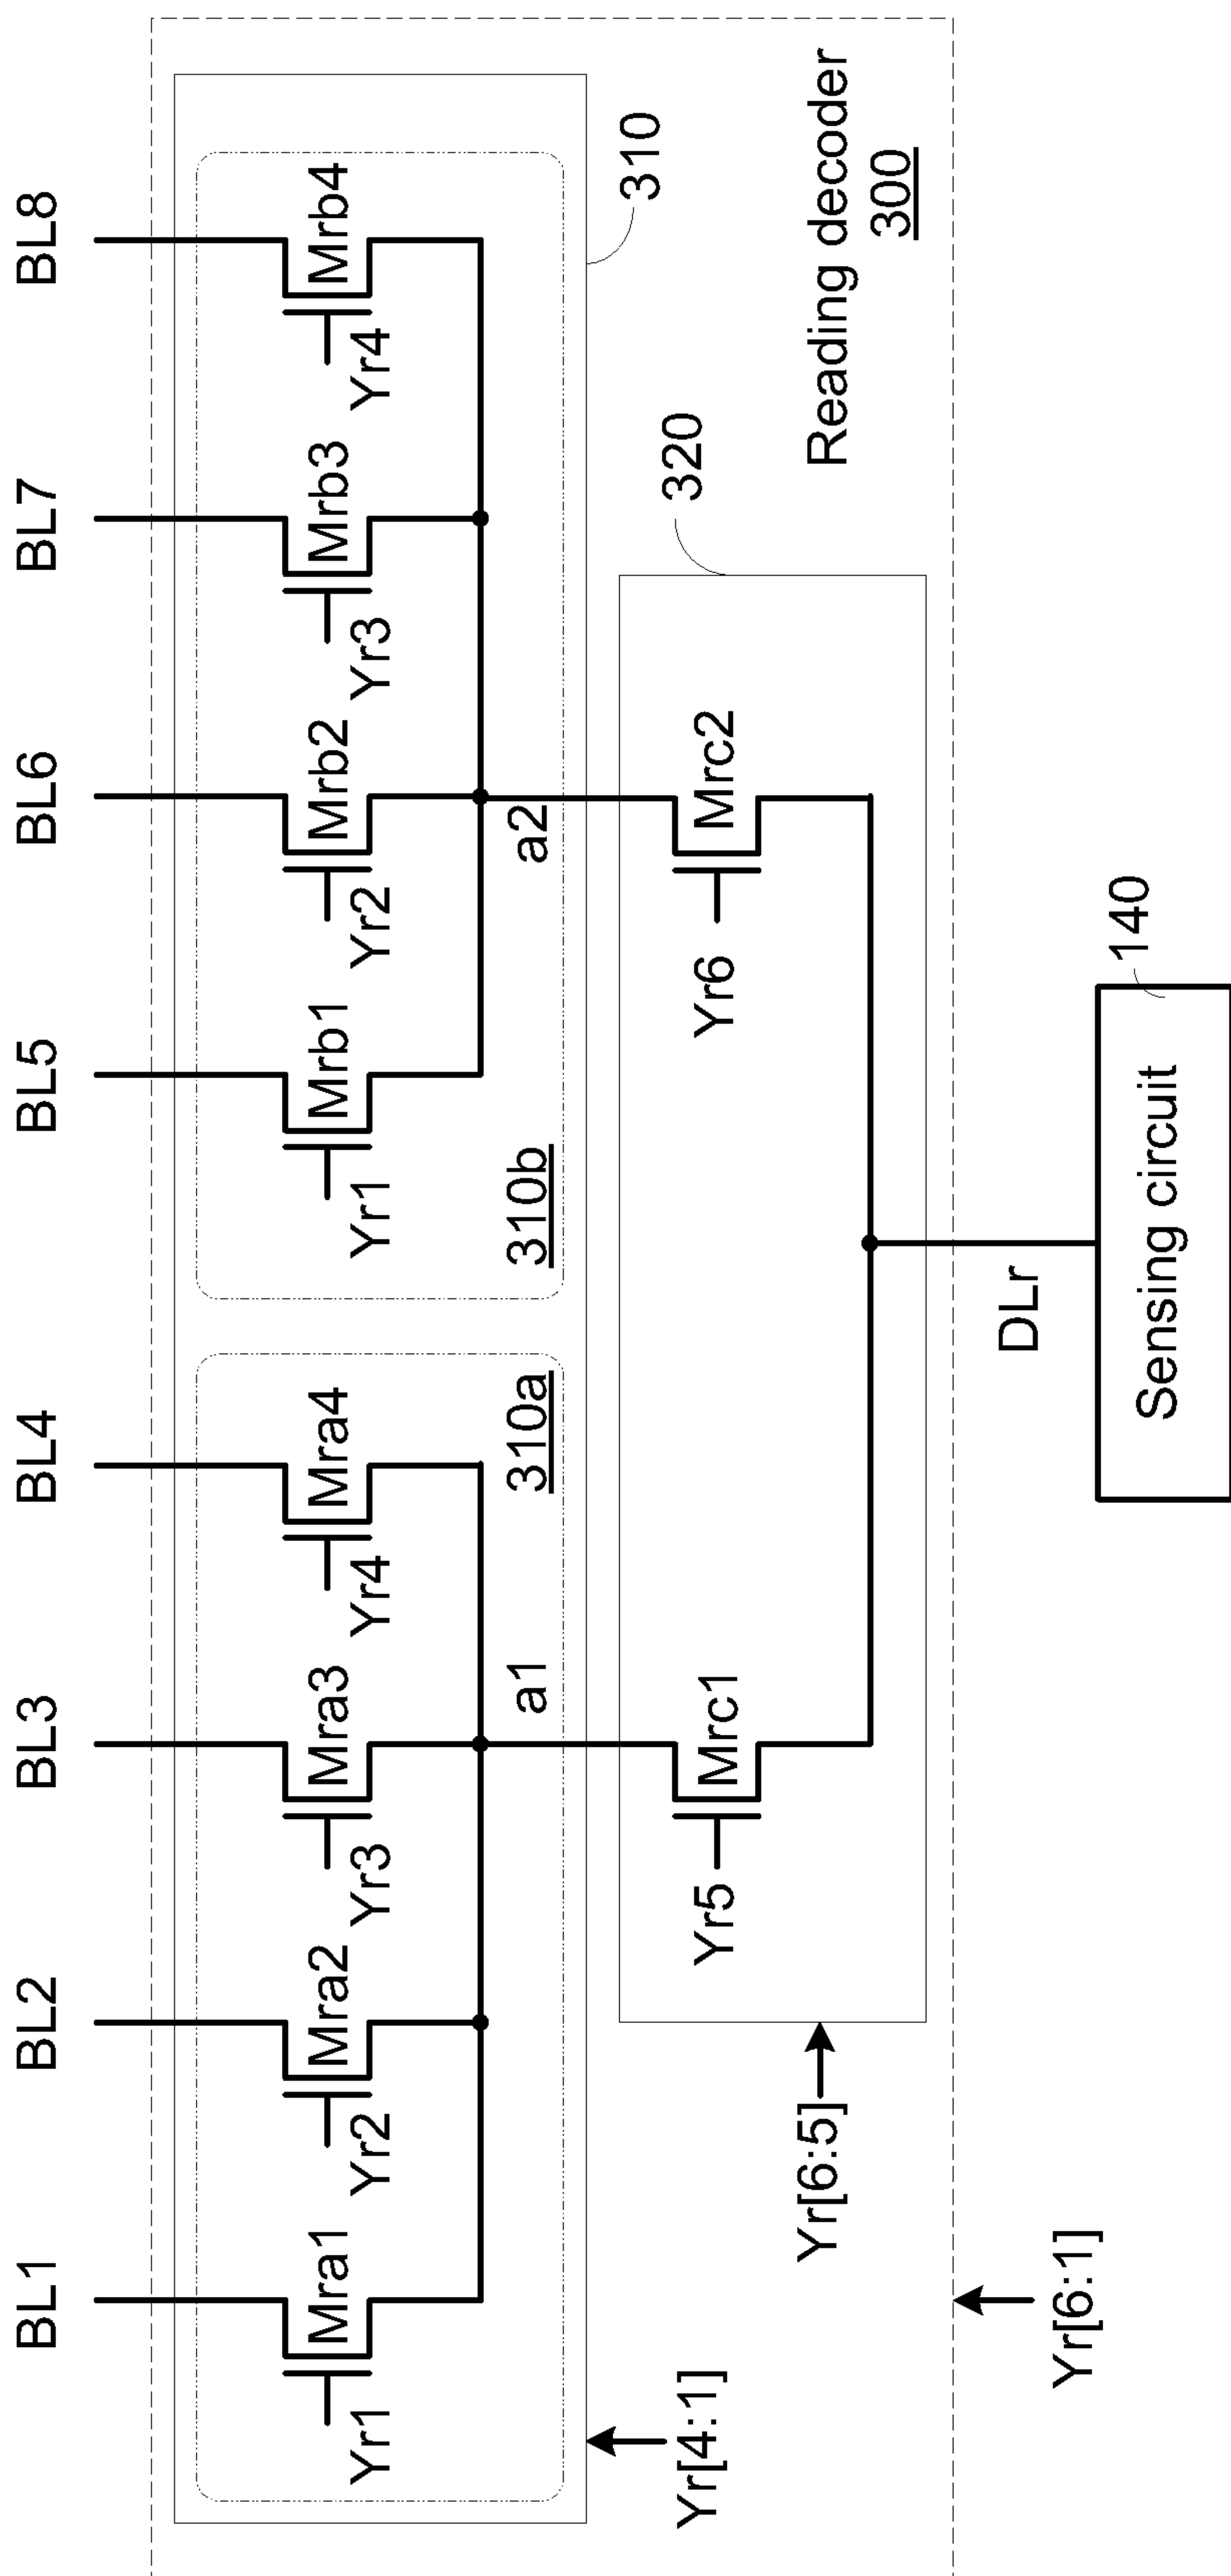 BL1
BL2
BL3
BL4
BL5
BL6
BL7
BL8
Mra1
Mra2
Mra3
Mra4
Mrb1
Mrb2
Mrb3
Mrb4
Yr1
Yr2
Yr3
Yr4
Yr1
Yr2
Yr3
Yr4
a1
310a
310b
a2
310
Yr[4:1]
320
Yr5
Mrc1
Yr6
Mrc2
Yr[6:5]
Reading decoder
300
DLr
Yr[6:1]
140
Sensing circuit